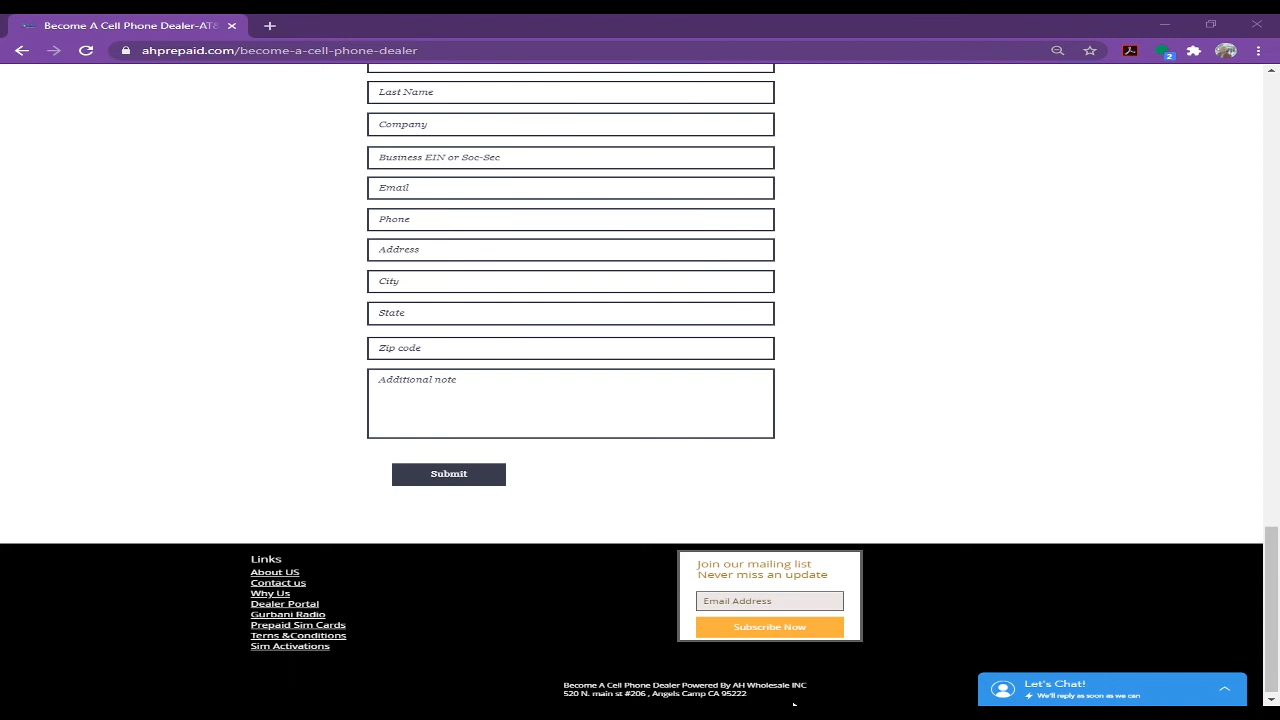 Become A Cell Phone Dealer-AT&
ahprepaid.com/become-a-cell-phone-dealer
2
Last Name
Company
Business EIN or Soc-Sec
Email
Phone
Address
City
State
Zip code
Additional note
Submit
Links
About US
Contact us
Why Us
Dealer Portal
Gurbani Radio
Prepaid Sim Cards
Terns &Conditions
Sim Activations
Join our mailing list
Never miss an update
Email Address
Subscribe Now
Become A Cell Phone Dealer Powered By AH Wholesale INC
520 N. main st #206 , Angels Camp CA 95222
Let's Chat!
We'll reply as soon as we can